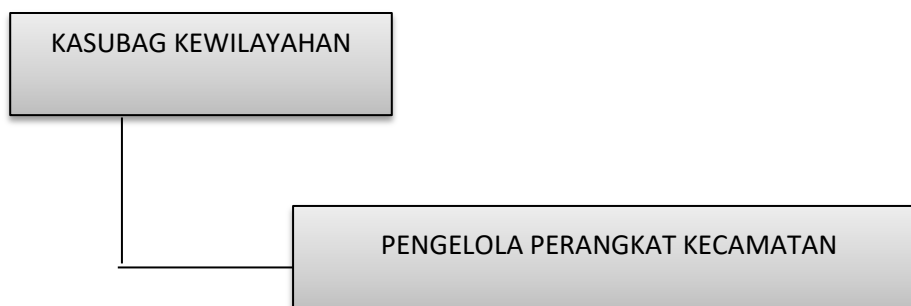 KASUBAG KEWILAYAHAN
PENGELOLA PERANGKAT KECAMATAN